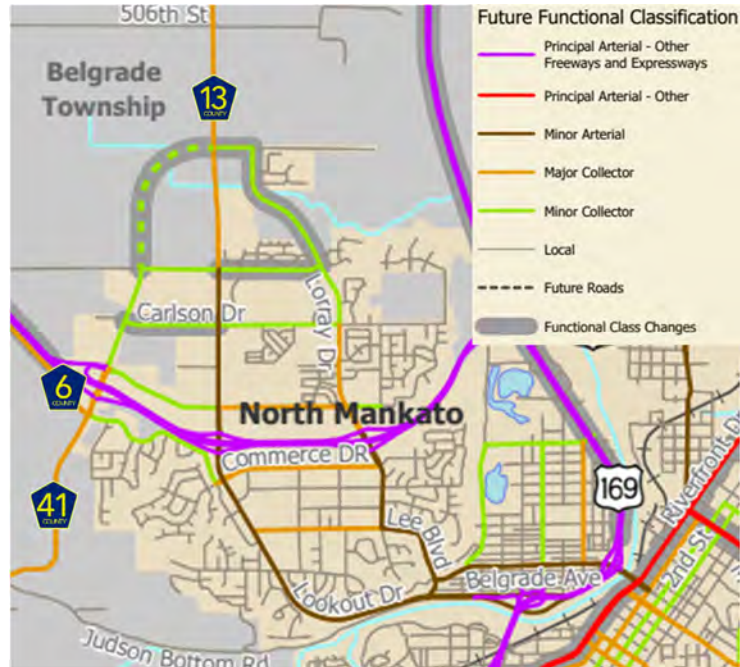 506th St
Belgrade
Township
13
COUNTY
Future Functional Classification
Principal Arterial - Other
Freeways and Expressways
Principal Arterial - Other
Minor Arterial
Major Collector
Minor Collector
Local
Future Roads
Functional Class Changes
Carlson Dr
Lorray Dr
6
COUNTY
North Mankato
Commerce DR
41
COUNTY
169
Riverfront Dr
Lee Blvd
2nd St
Belgrade Ave
Lookout Dr
Judson Bottom Rd